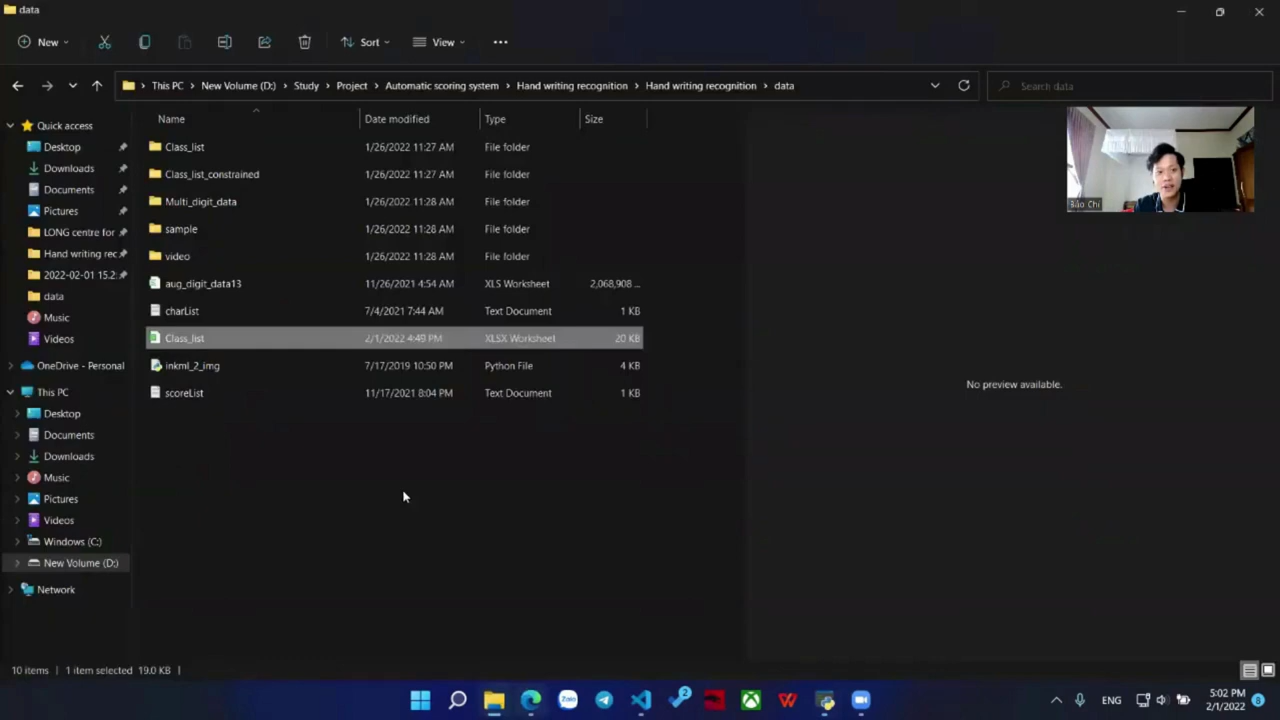 data
New
Sort
View
This PC > New Volume (D:) > Study > Project > Automatic scoring system > Hand writing recognition > Hand writing recognition > data
Search data
Name Date modified Type Size
Quick access
Desktop
Downloads
Documents
Pictures
LONG centre for
Hand writing rec
2022-02-01 15.2
data
Music
Videos
OneDrive - Personal
This PC
Desktop
Documents
Downloads
Music
Pictures
Videos
Windows (C:)
New Volume (D:)
Network
Class_list 1/26/2022 11:27 AM File folder
Class_list_constrained 1/26/2022 11:27 AM File folder
Multi_digit_data 1/26/2022 11:28 AM File folder
sample 1/26/2022 11:28 AM File folder
video 1/26/2022 11:28 AM File folder
aug_digit_data13 11/26/2021 4:54 AM XLS Worksheet 2,068,908 ...
charList 7/4/2021 7:44 AM Text Document 1 KB
Class_list 2/1/2022 4:49 PM XLSX Worksheet 20 KB
inkml_2_img 7/17/2019 10:50 PM Python File 4 KB
scoreList 11/17/2021 8:04 PM Text Document 1 KB
No preview available.
Bảo Chí
10 items 1 item selected 19.0 KB
Zalo
2
ENG
5:02 PM
2/1/2022
8